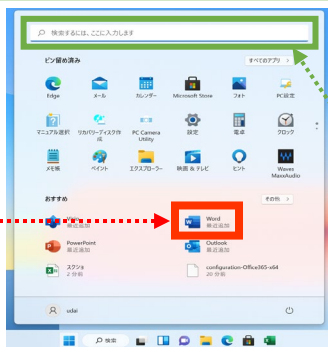 検索するには、ここに入力します
ピン留め済み
すべてのアプリ >
Edge
メール
カレンダー
Microsoft Store
フォト
PC設定
マニュアル選択
リカバリーディスク作成
PC Camera Utility
設定
電卓
クロック
メモ帳
ペイント
エクスプローラー
映画 & テレビ
ヒント
Waves MaxxAudio
おすすめ
その他 >
最近追加
Word
最近追加
PowerPoint
最近追加
Outlook
最近追加
2 分前
configuration-Office365-x64
20 分前
udai
検索